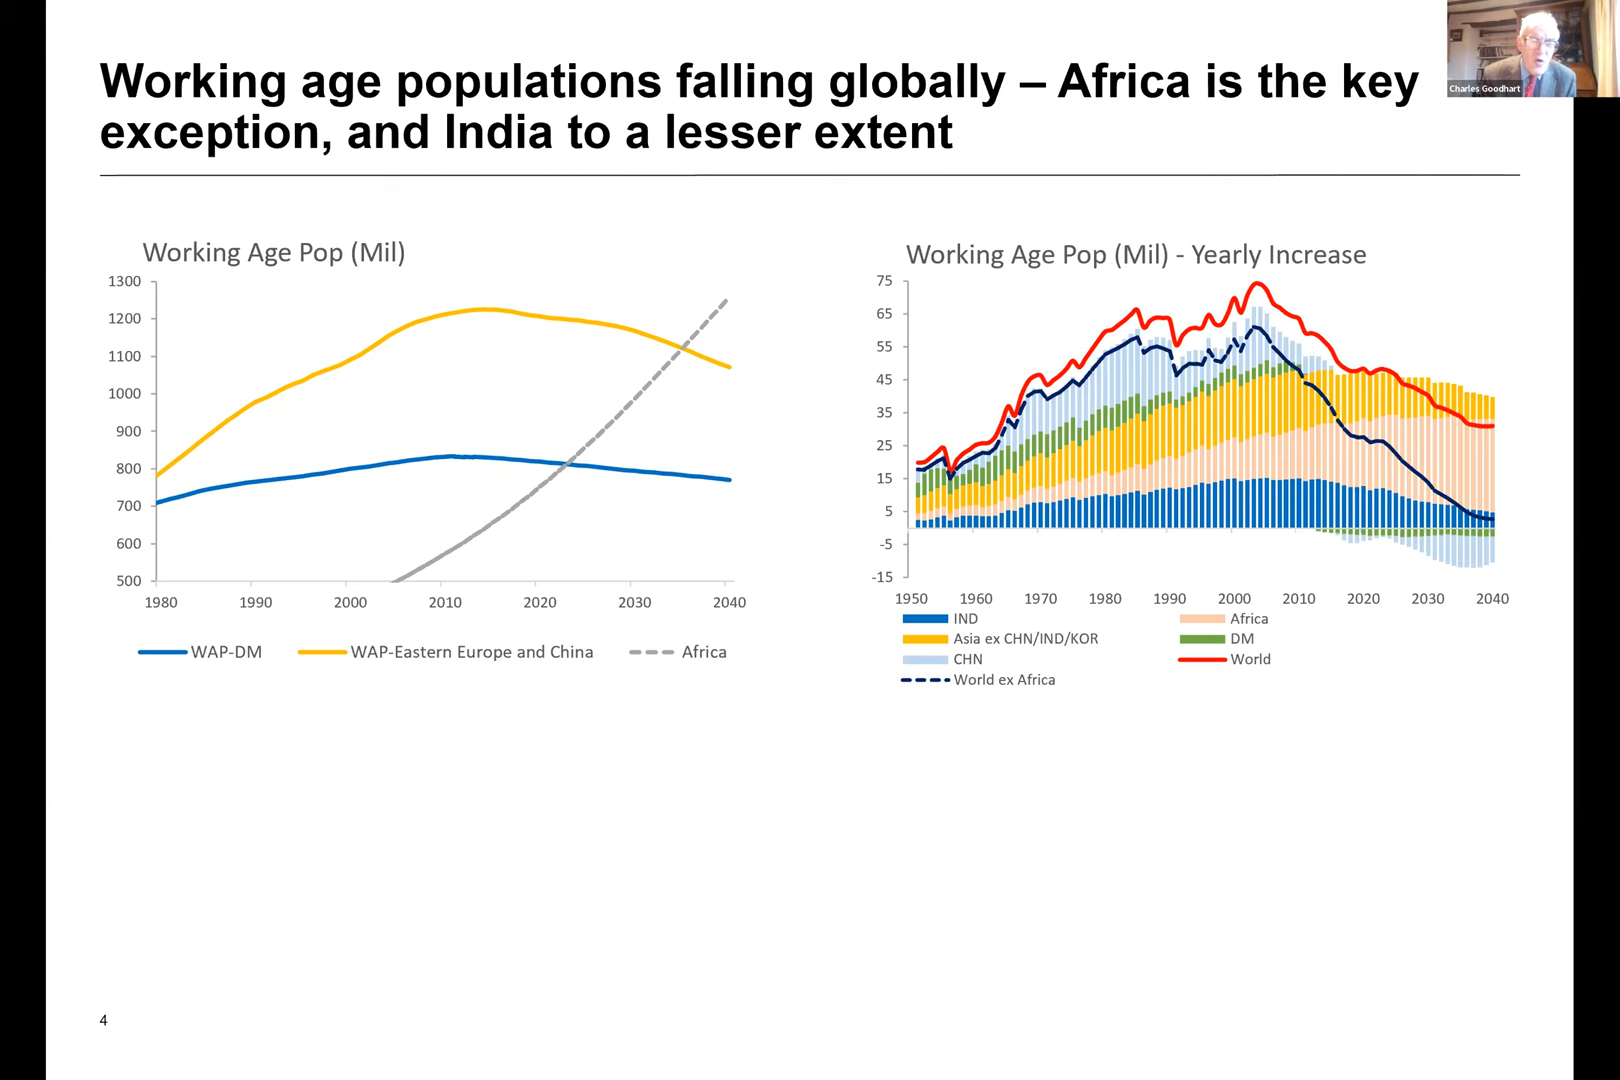 Working age populations falling globally – Africa is the key
exception, and India to a lesser extent
Charles Goodhart
Working Age Pop (Mil)
1300
1200
1100
1000
900
800
700
600
500
1980 1990 2000 2010 2020 2030 2040
WAP-DM WAP-Eastern Europe and China Africa
Working Age Pop (Mil) - Yearly Increase
75
65
55
45
35
25
15
5
-5
-15
1950 1960 1970 1980 1990 2000 2010 2020 2030 2040
IND Africa
Asia ex CHN/IND/KOR DM
CHN World
World ex Africa
4